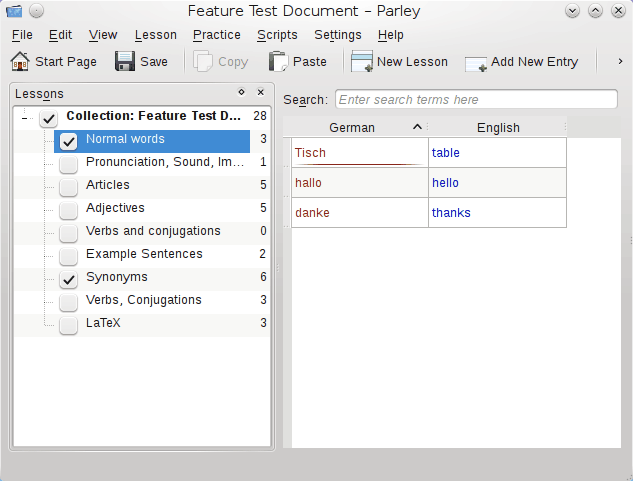 Feature Test Document – Parley
File Edit View Lesson Practice Scripts Settings Help
Start Page Save Copy Paste New Lesson Add New Entry
Lessons
Search: Enter search terms here
Collection: Feature Test D... 28
Normal words 3
Pronunciation, Sound, Im... 1
Articles 5
Adjectives 5
Verbs and conjugations 0
Example Sentences 2
Synonyms 6
Verbs, Conjugations 3
LaTeX 3
German English
Tisch table
hallo hello
danke thanks